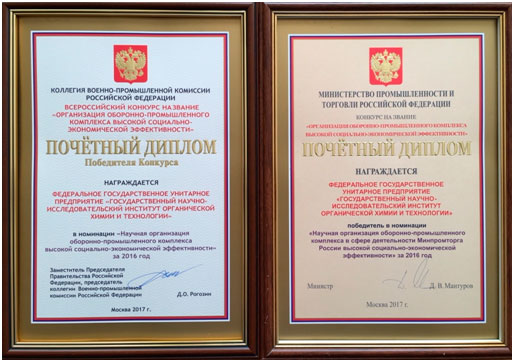 КОЛЛЕГИЯ ВОЕННО-ПРОМЫШЛЕННОЙ КОМИССИИ
РОССИЙСКОЙ ФЕДЕРАЦИИ
ВСЕРОССИЙСКИЙ КОНКУРС НА ЗВАНИЕ
«ОРГАНИЗАЦИЯ ОБОРОННО-ПРОМЫШЛЕННОГО
КОМПЛЕКСА ВЫСОКОЙ СОЦИАЛЬНО-
ЭКОНОМИЧЕСКОЙ ЭФФЕКТИВНОСТИ»
ПОЧЁТНЫЙ ДИПЛОМ
Победителя Конкурса
НАГРАЖДАЕТСЯ
ФЕДЕРАЛЬНОЕ ГОСУДАРСТВЕННОЕ УНИТАРНОЕ
ПРЕДПРИЯТИЕ «ГОСУДАРСТВЕННЫЙ НАУЧНО-
ИССЛЕДОВАТЕЛЬСКИЙ ИНСТИТУТ ОРГАНИЧЕСКОЙ
ХИМИИ И ТЕХНОЛОГИИ»
в номинации «Научная организация
оборонно-промышленного комплекса
высокой социально-экономической эффективности»
за 2016 год
Заместитель Председателя
Правительства Российской
Федерации, председатель
коллегии Военно-промышленной
комиссии Российской Федерации
Д.О. Рогозин
Москва 2017 г.
МИНИСТЕРСТВО ПРОМЫШЛЕННОСТИ И
ТОРГОВЛИ РОССИЙСКОЙ ФЕДЕРАЦИИ
КОНКУРС НА ЗВАНИЕ
«ОРГАНИЗАЦИЯ ОБОРОННО-ПРОМЫШЛЕННОГО КОМПЛЕКСА
ВЫСОКОЙ СОЦИАЛЬНО-ЭКОНОМИЧЕСКОЙ ЭФФЕКТИВНОСТИ»
ПОЧЁТНЫЙ ДИПЛОМ
НАГРАЖДАЕТСЯ
ФЕДЕРАЛЬНОЕ ГОСУДАРСТВЕННОЕ
УНИТАРНОЕ ПРЕДПРИЯТИЕ
«ГОСУДАРСТВЕННЫЙ НАУЧНО-
ИССЛЕДОВАТЕЛЬСКИЙ ИНСТИТУТ
ОРГАНИЧЕСКОЙ ХИМИИ И ТЕХНОЛОГИИ»
победитель в номинации
«Научная организация оборонно-промышленного
комплекса в сфере деятельности Минпромторга
России высокой социально-экономической
эффективности» за 2016 год
Министр
Д. В. Мантуров
Москва 2017 г.